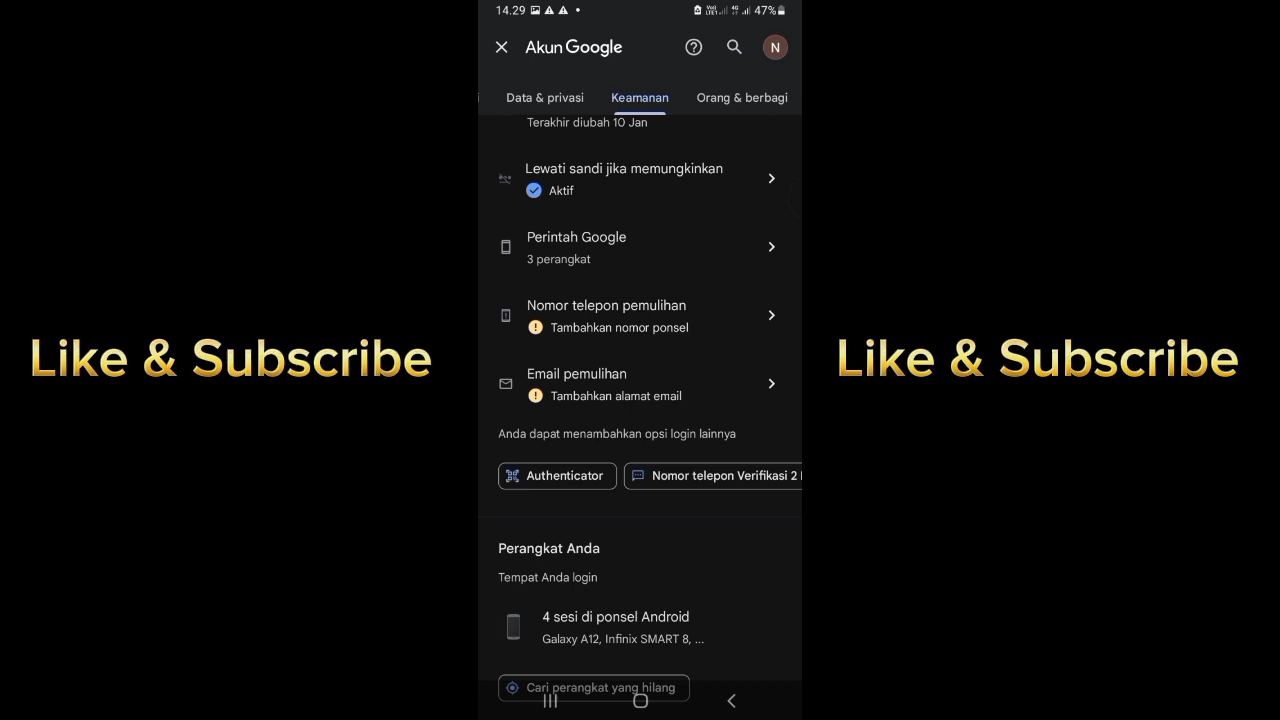 14.29
47%
Akun Google
N
Data & privasi
Keamanan
Orang & berbagi
Terakhir diubah 10 Jan
Lewati sandi jika memungkinkan
Aktif
Perintah Google
3 perangkat
Nomor telepon pemulihan
Tambahkan nomor ponsel
Like & Subscribe
Like & Subscribe
Email pemulihan
Tambahkan alamat email
Anda dapat menambahkan opsi login lainnya
Authenticator
Nomor telepon Verifikasi 2
Perangkat Anda
Tempat Anda login
4 sesi di ponsel Android
Galaxy A12, Infinix SMART 8, ...
Cari perangkat yang hilang